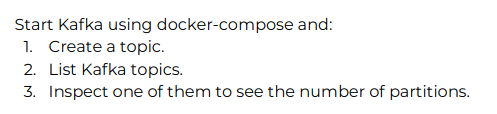 Start Kafka using docker-compose and:
1. Create a topic.
2. List Kafka topics.
3. Inspect one of them to see the number of partitions.